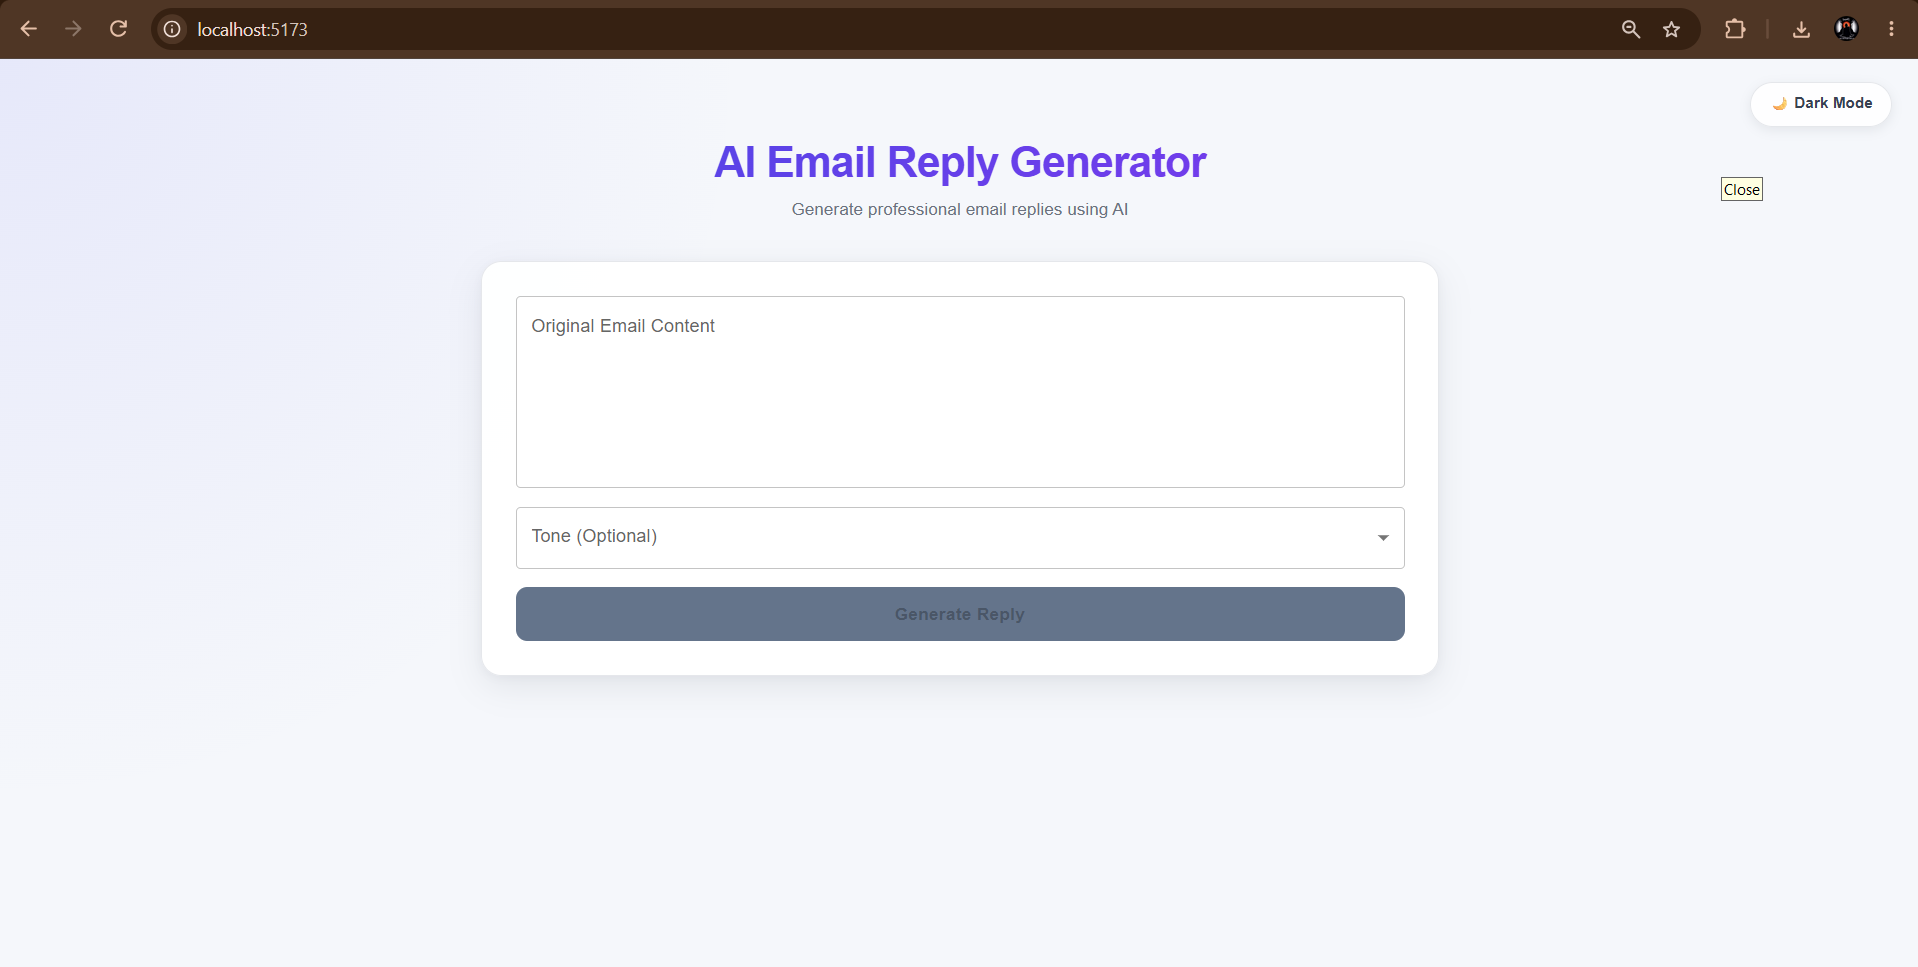 localhost:5173
Dark Mode
AI Email Reply Generator
Close
Generate professional email replies using AI
Original Email Content
Tone (Optional)
Generate Reply